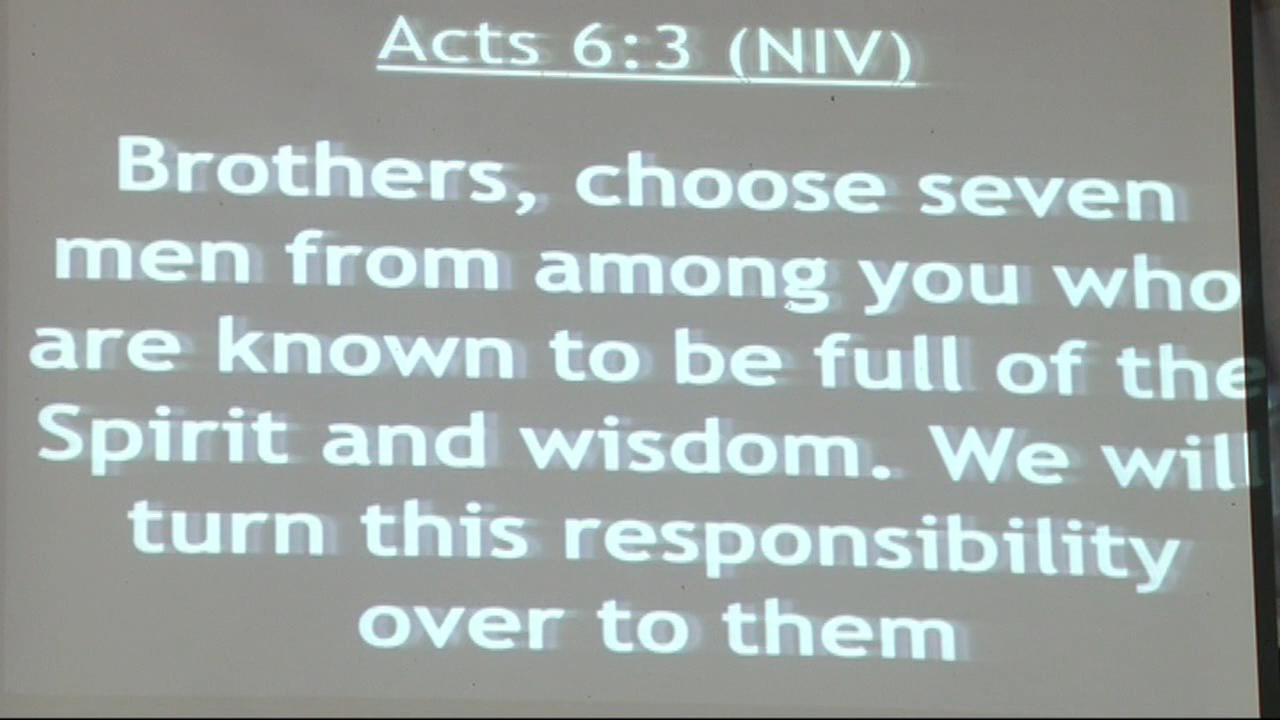 Acts 6:3 (NIV)
Brothers, choose seven
men from among you who
are known to be full of the
Spirit and wisdom. We will
turn this responsibility
over to them